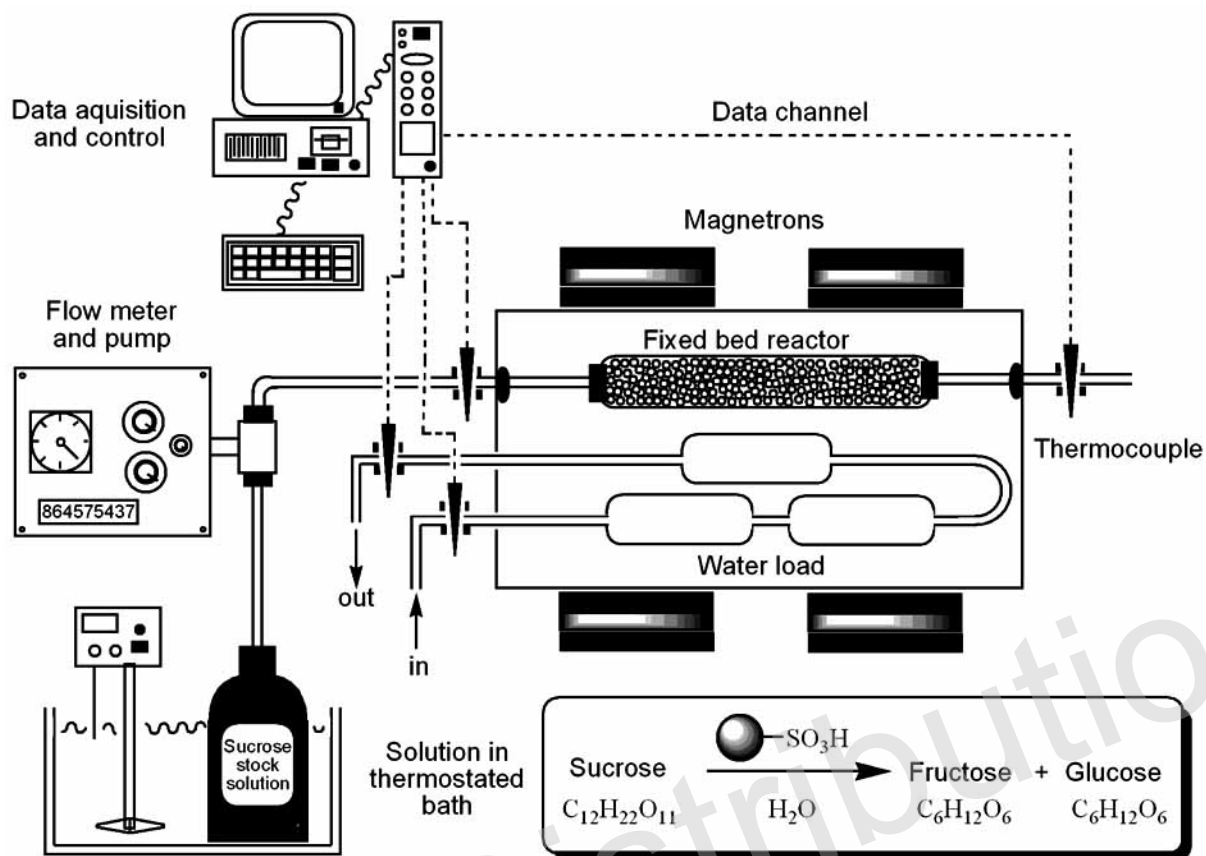 Data aquisition
and control
Data channel
Magnetrons
Flow meter
and pump
Fixed bed reactor
864575437
Thermocouple
Water load
out
in
Sucrose
stock
solution
Solution in
thermostated
bath
SO₃H
Sucrose Fructose + Glucose
C₁₂H₂₂O₁₁ H₂O C₆H₁₂O₆ C₆H₁₂O₆
distributio